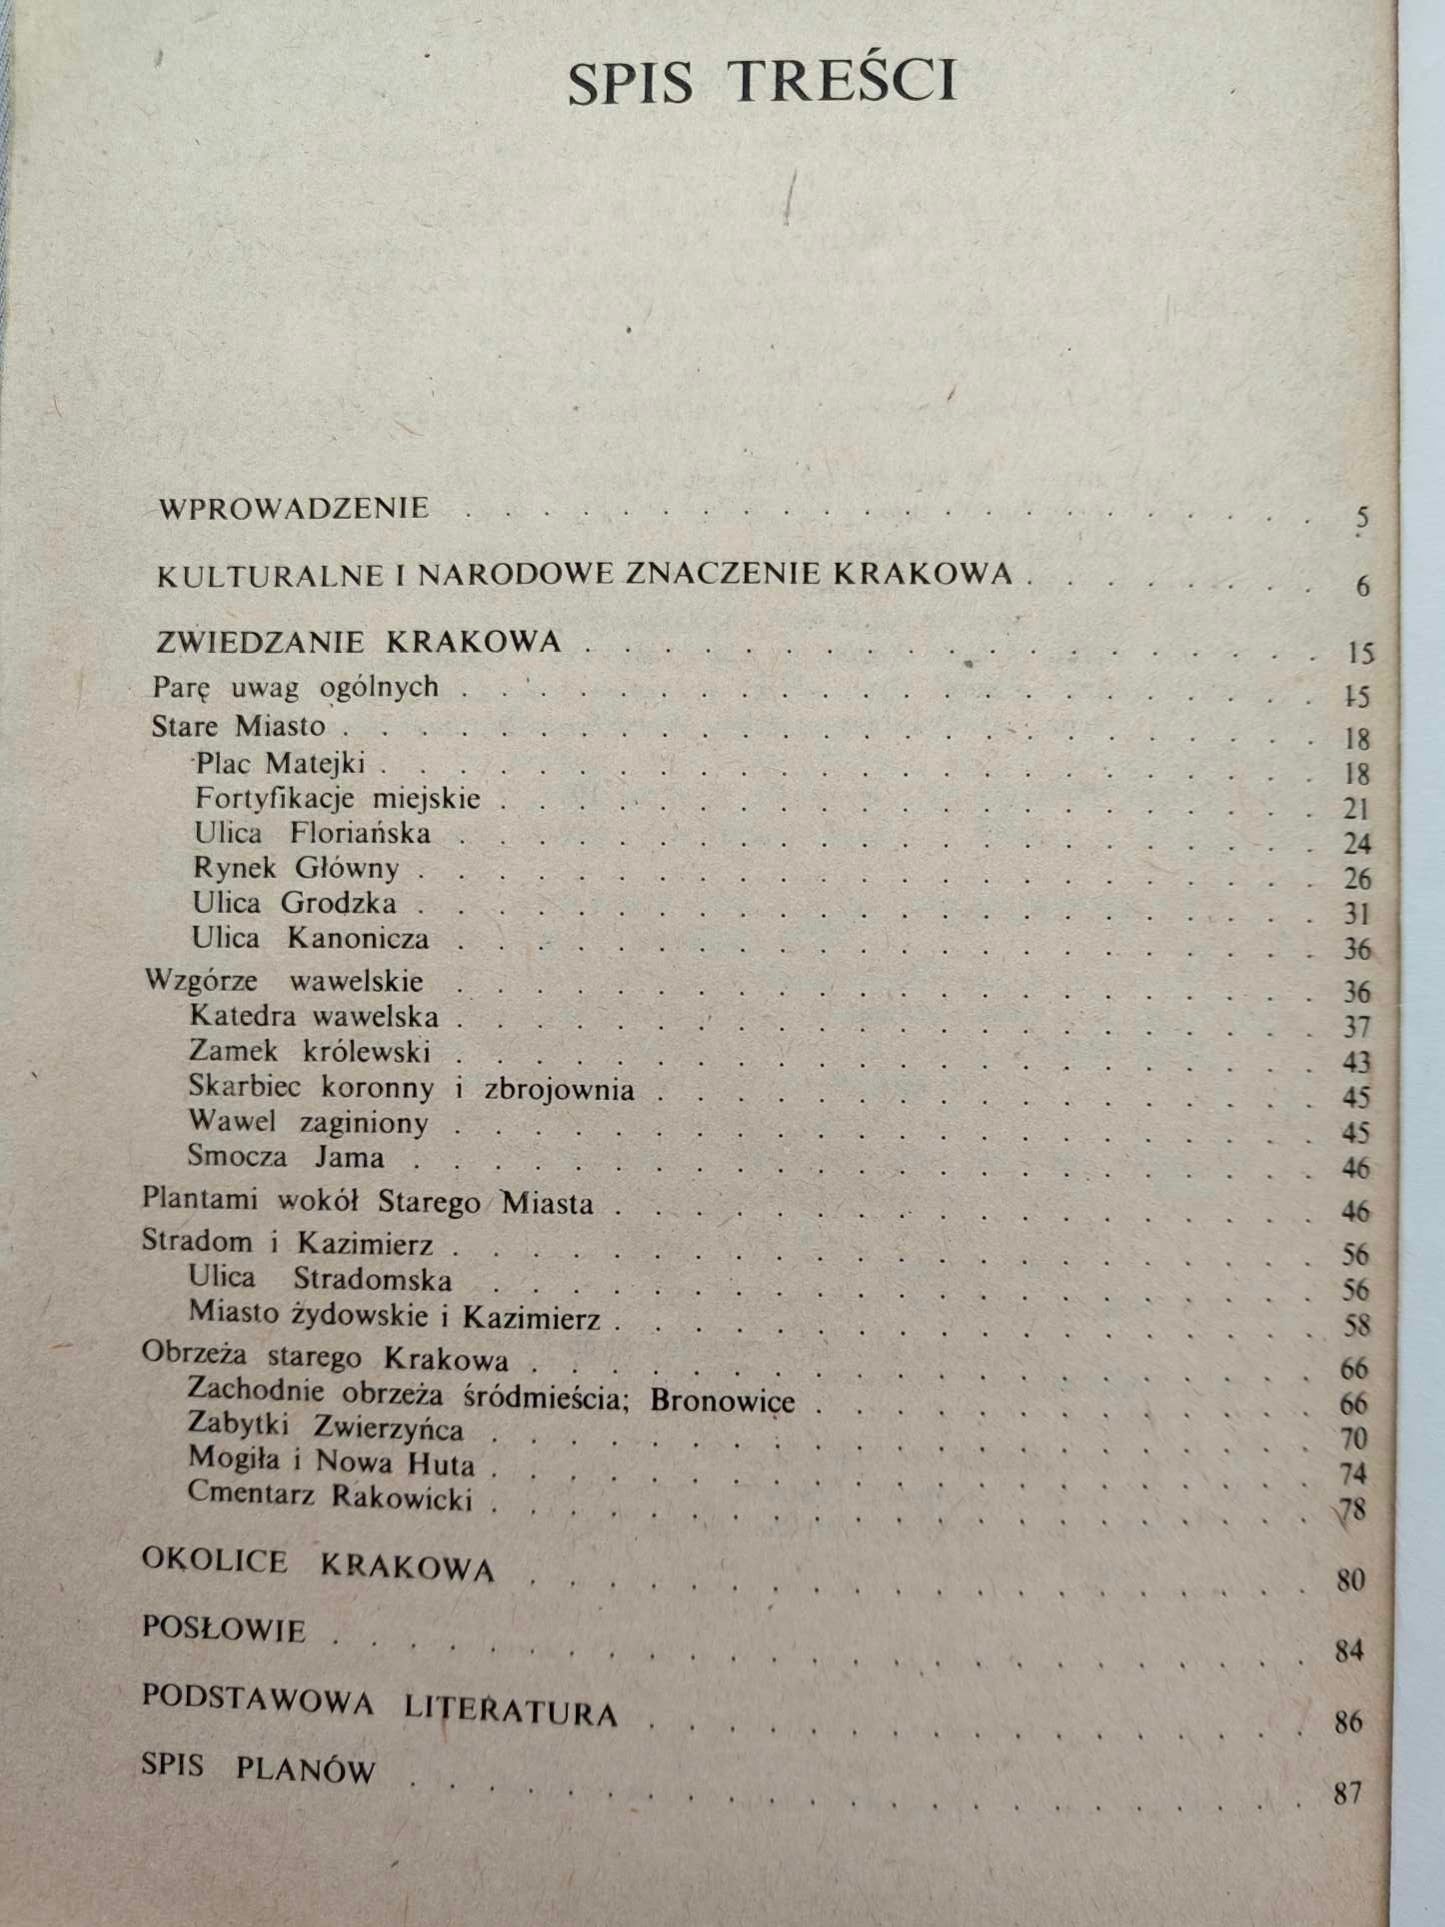 SPIS TREŚCI
WPROWADZENIE . . . . . . . . . . . . . . . . . . . . . . 5
KULTURALNE I NARODOWE ZNACZENIE KRAKOWA . . . . . . . . 6
ZWIEDZANIE KRAKOWA . . . . . . . . . . . . . . . . . . . 15
Parę uwag ogólnych . . . . . . . . . . . . . . . . . . . . . . 15
Stare Miasto . . . . . . . . . . . . . . . . . . . . . . . . . 18
Plac Matejki . . . . . . . . . . . . . . . . . . . . . . . . 18
Fortyfikacje miejskie . . . . . . . . . . . . . . . . . . . . . 21
Ulica Floriańska . . . . . . . . . . . . . . . . . . . . . . 24
Rynek Główny . . . . . . . . . . . . . . . . . . . . . . . 26
Ulica Grodzka . . . . . . . . . . . . . . . . . . . . . . . 31
Ulica Kanonicza . . . . . . . . . . . . . . . . . . . . . . 36
Wzgórze wawelskie . . . . . . . . . . . . . . . . . . . . . . 36
Katedra wawelska . . . . . . . . . . . . . . . . . . . . . . 37
Zamek królewski . . . . . . . . . . . . . . . . . . . . . . 43
Skarbiec koronny i zbrojownia . . . . . . . . . . . . . . . . . 45
Wawel zaginiony . . . . . . . . . . . . . . . . . . . . . . 45
Smocza Jama . . . . . . . . . . . . . . . . . . . . . . . 46
Plantami wokół Starego Miasta . . . . . . . . . . . . . . . . . . 46
Stradom i Kazimierz . . . . . . . . . . . . . . . . . . . . . . 56
Ulica Stradomska . . . . . . . . . . . . . . . . . . . . . 56
Miasto żydowskie i Kazimierz . . . . . . . . . . . . . . . . . . 58
Obrzeża starego Krakowa . . . . . . . . . . . . . . . . . . . . 66
Zachodnie obrzeża śródmieścia; Bronowice . . . . . . . . . . . . . 66
Zabytki Zwierzyńca . . . . . . . . . . . . . . . . . . . . . 70
Mogiła i Nowa Huta . . . . . . . . . . . . . . . . . . . . . 74
Cmentarz Rakowicki . . . . . . . . . . . . . . . . . . . . . 78
OKOLICE KRAKOWA . . . . . . . . . . . . . . . . . . . . 80
POSŁOWIE . . . . . . . . . . . . . . . . . . . . . . . . . 84
PODSTAWOWA LITERATURA . . . . . . . . . . . . . . . . . 86
SPIS PLANÓW . . . . . . . . . . . . . . . . . . . . . . . 87